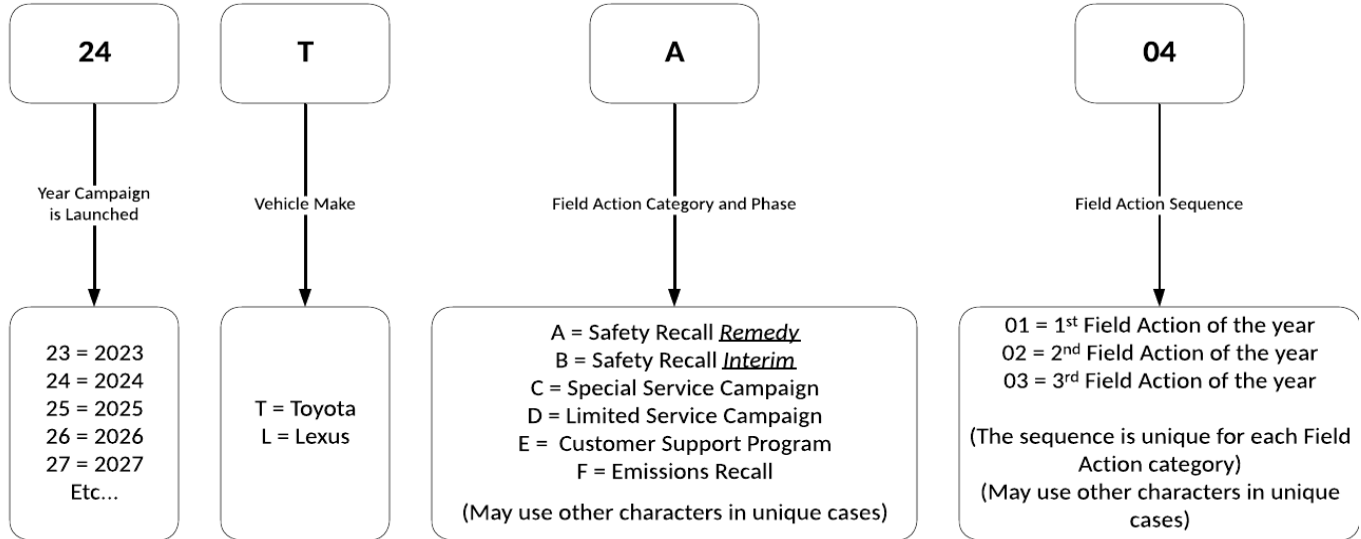 24
T
A
04
Year Campaign
is Launched
Vehicle Make
Field Action Category and Phase
Field Action Sequence
23 = 2023
24 = 2024
25 = 2025
26 = 2026
27 = 2027
Etc...
T = Toyota
L = Lexus
A = Safety Recall Remedy
B = Safety Recall Interim
C = Special Service Campaign
D = Limited Service Campaign
E =  Customer Support Program
F = Emissions Recall
(May use other characters in unique cases)
01 = 1st Field Action of the year
02 = 2nd Field Action of the year
03 = 3rd Field Action of the year
(The sequence is unique for each Field
Action category)
(May use other characters in unique
cases)